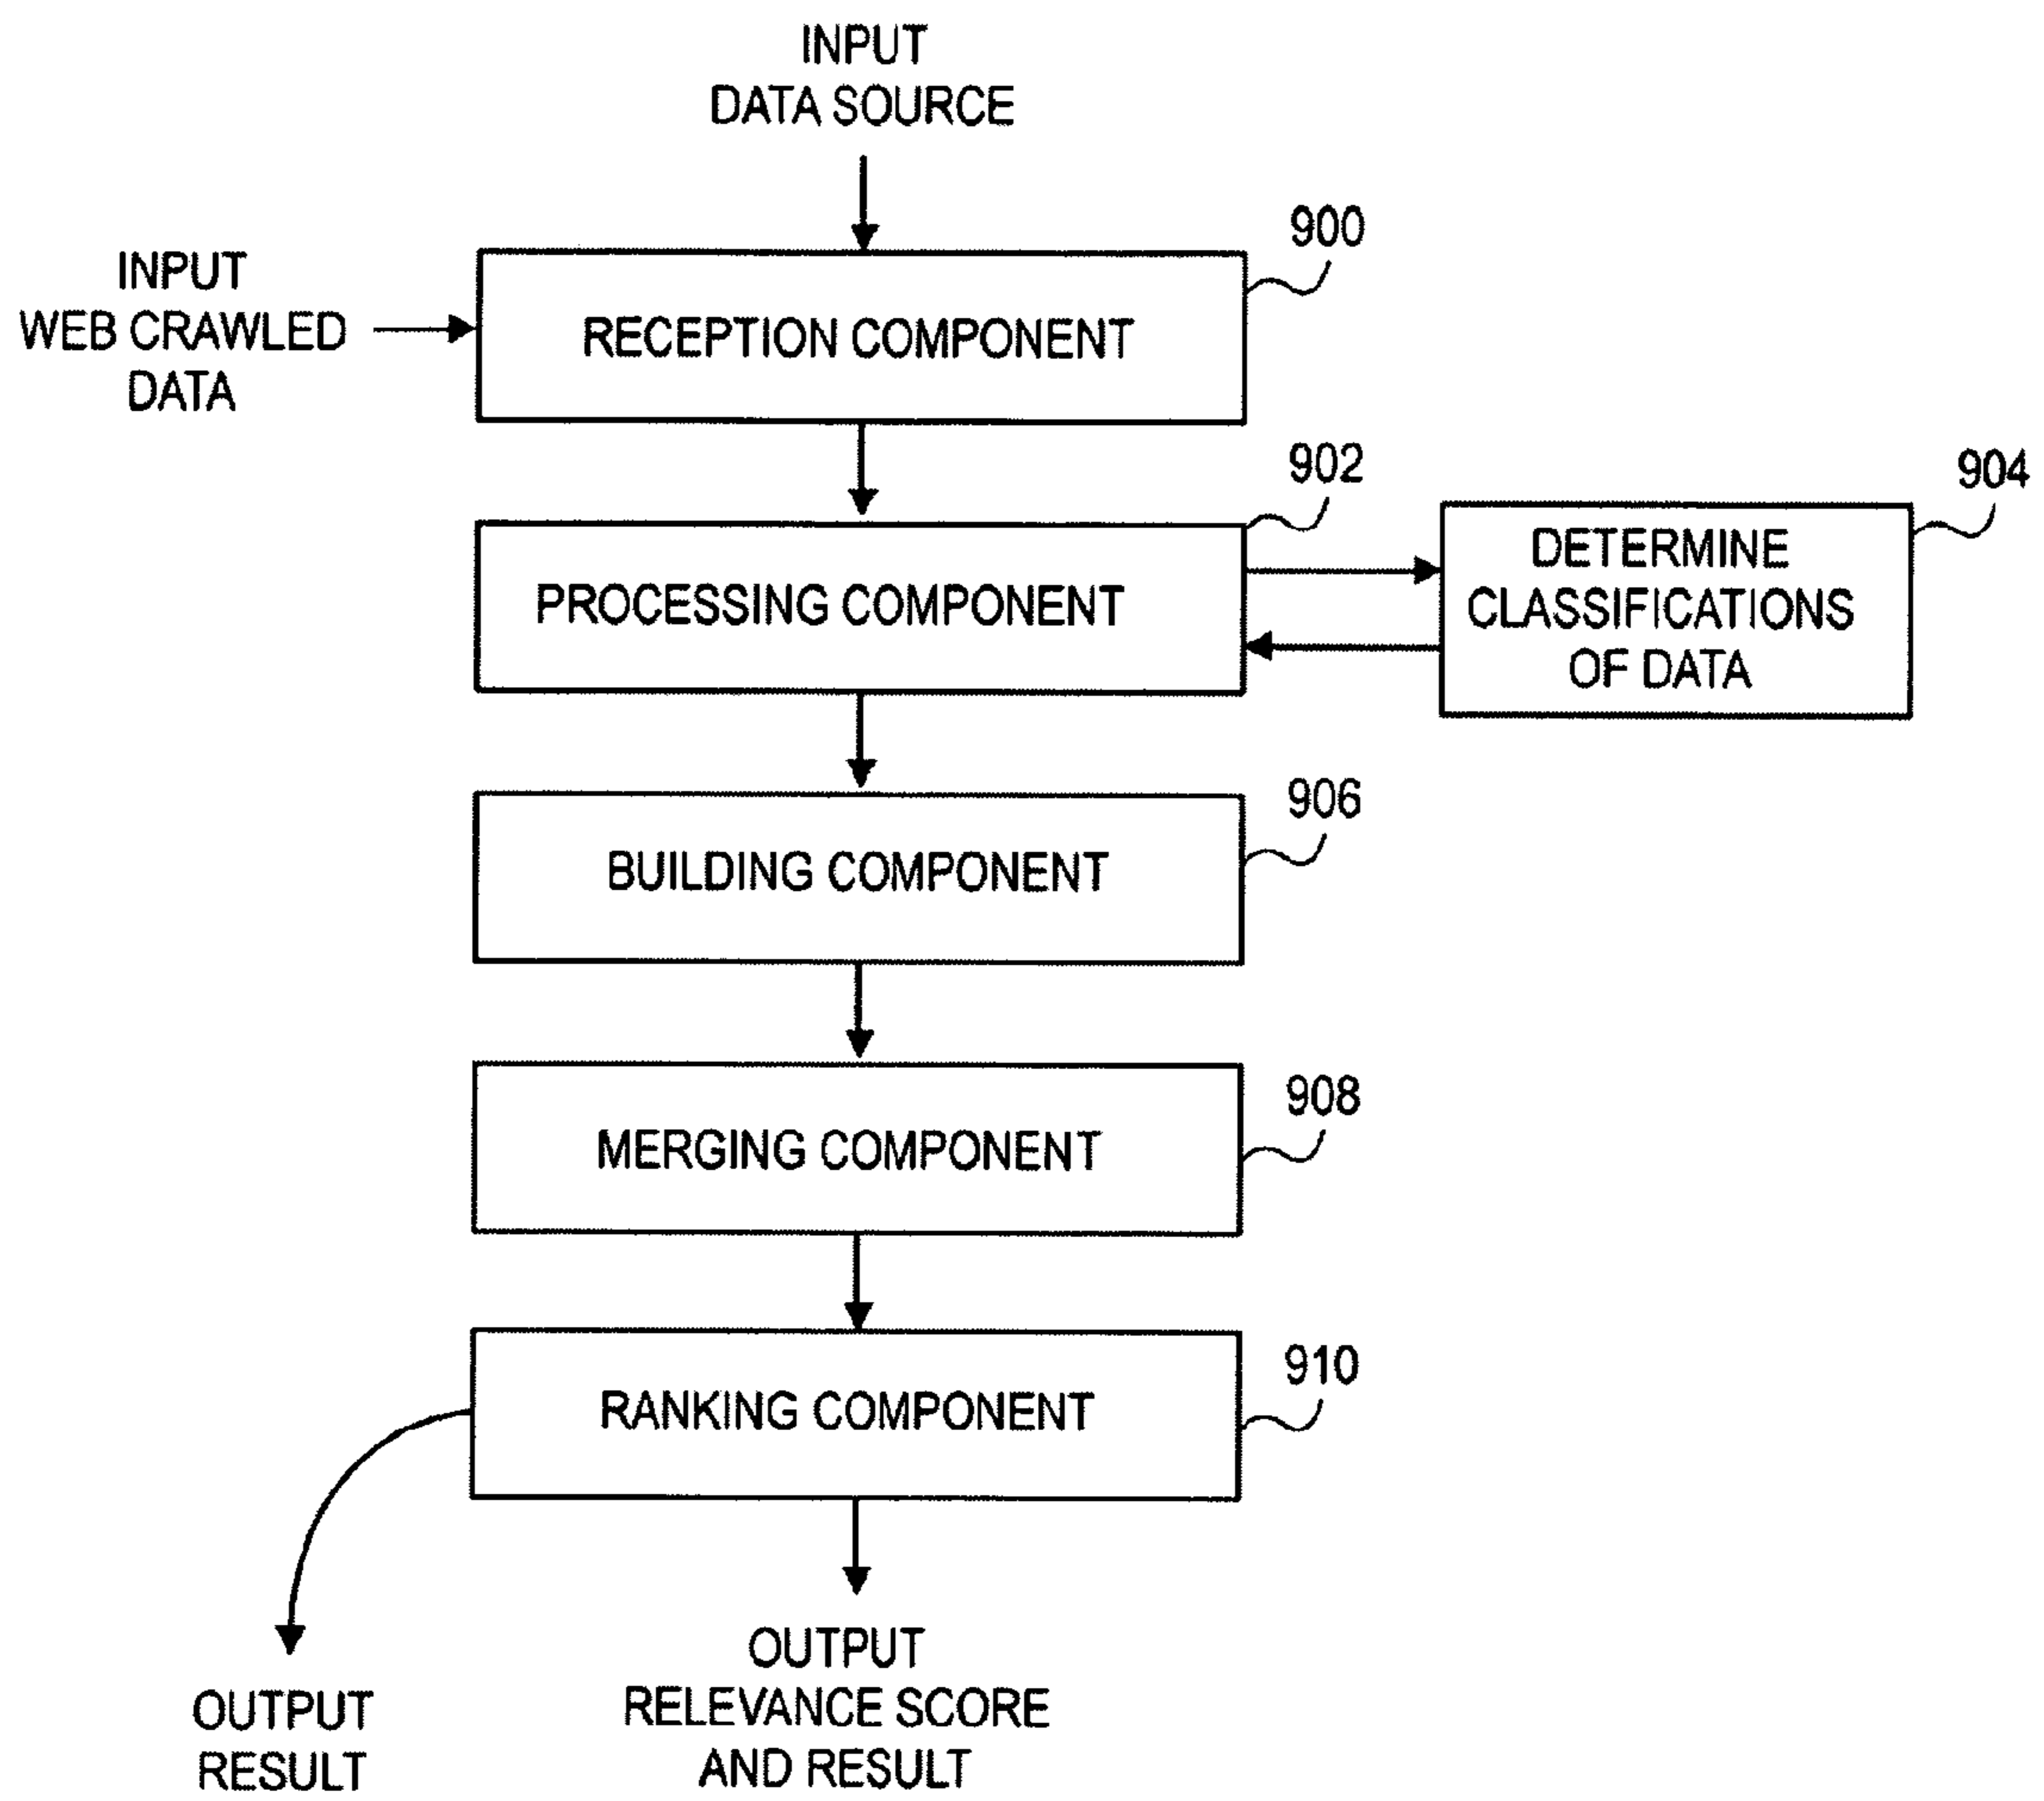 INPUT
DATA SOURCE
900
INPUT
WEB CRAWLED
DATA
RECEPTION COMPONENT
902
904
PROCESSING COMPONENT
DETERMINE
CLASSIFICATIONS
OF DATA
906
BUILDING COMPONENT
908
MERGING COMPONENT
910
RANKING COMPONENT
OUTPUT
RESULT
OUTPUT
RELEVANCE SCORE
AND RESULT